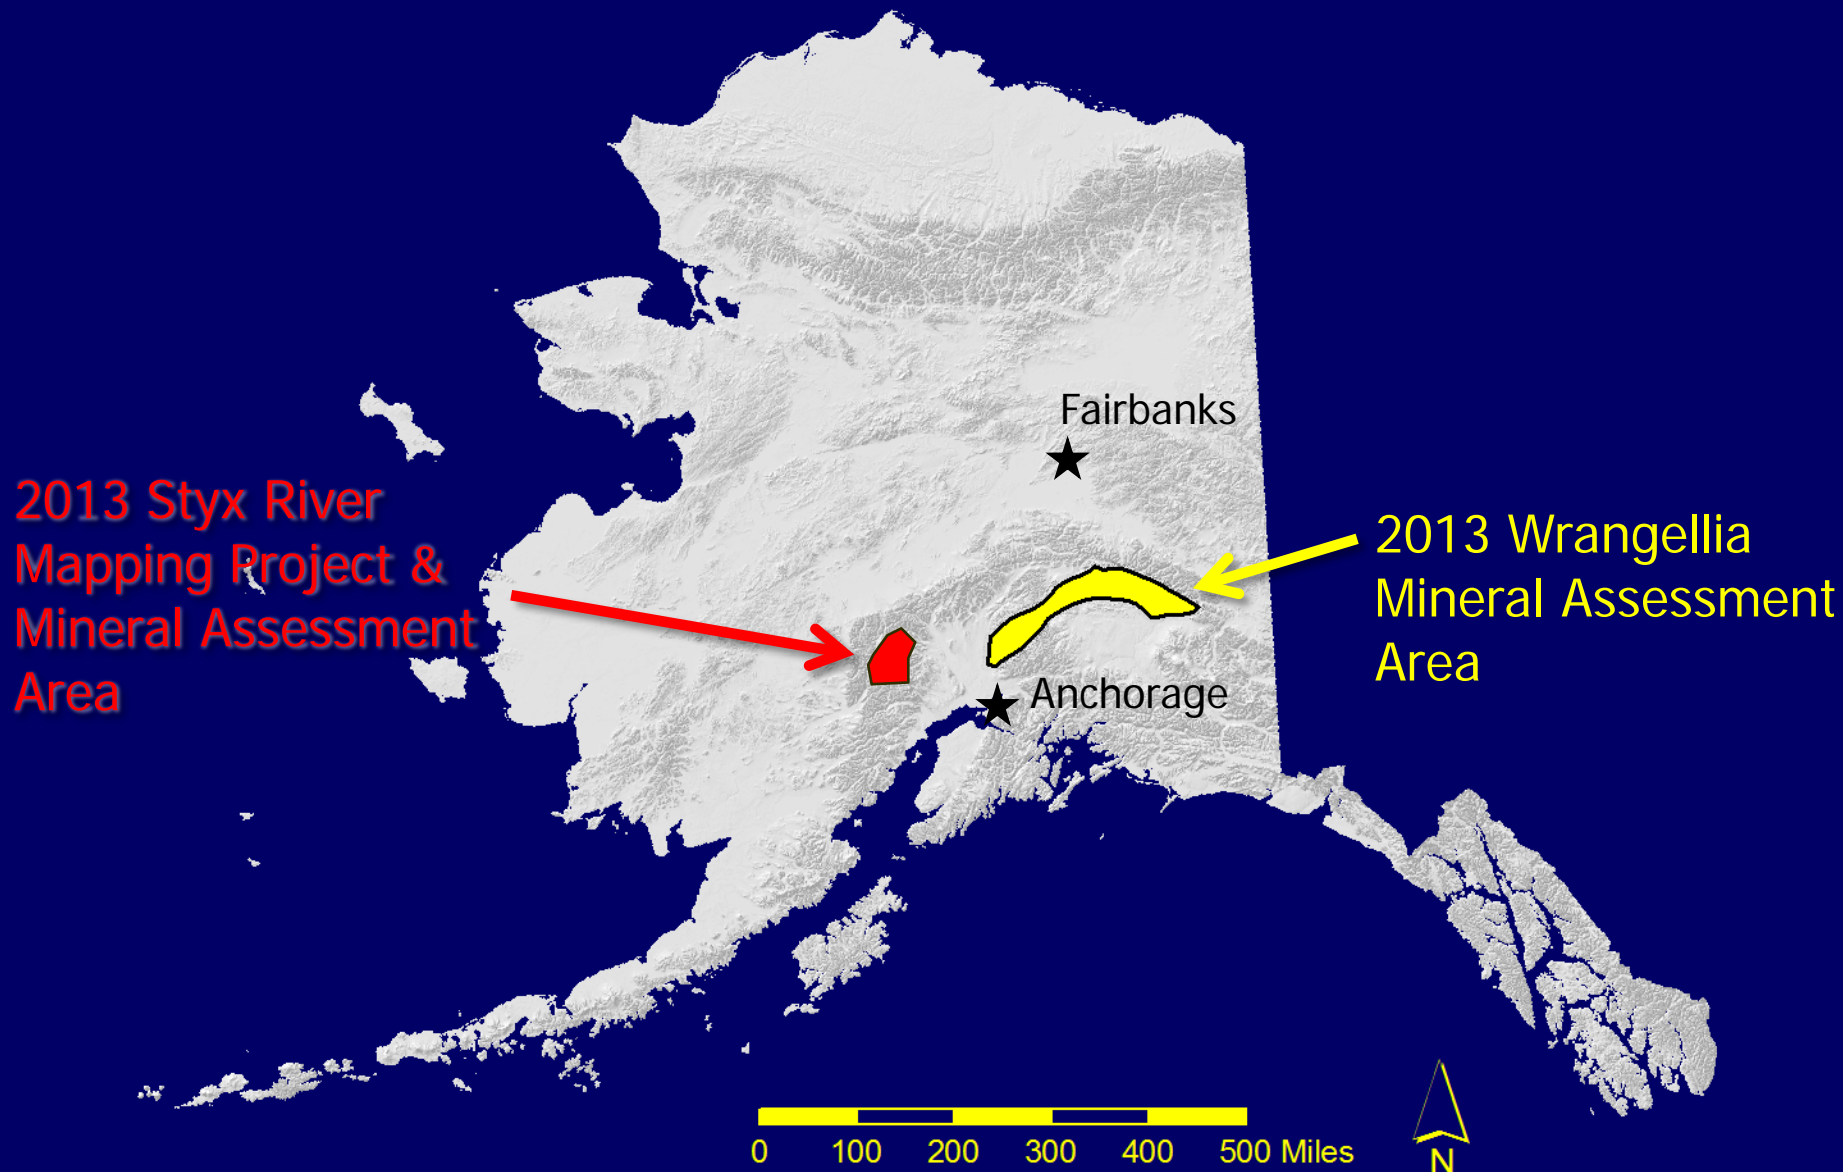 Fairbanks
2013 Styx River
Mapping Project &
Mineral Assessment
Area
2013 Wrangellia
Mineral Assessment
Area
Anchorage
0 100 200 300 400 500 Miles
N